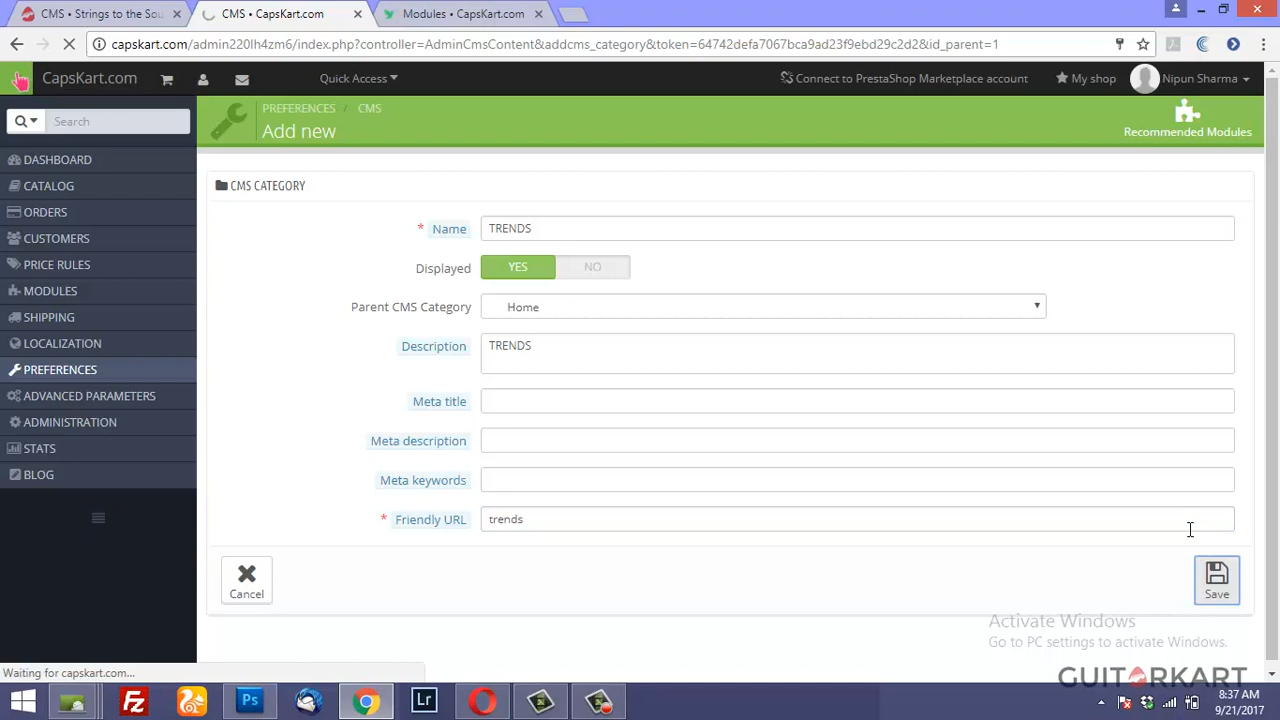 CMS • Strings to the Sou
CMS • CapsKart.com
Modules • CapsKart.com
capskart.com/admin220lh4zm6/index.php?controller=AdminCmsContent&addcms_category&token=64742defa7067bca9ad23f9ebd29c2d2&id_parent=1
CapsKart.com
Quick Access
Connect to PrestaShop Marketplace account
My shop
Nipun Sharma
Search
PREFERENCES / CMS
Add new
Recommended Modules
DASHBOARD
CATALOG
ORDERS
CUSTOMERS
PRICE RULES
MODULES
SHIPPING
LOCALIZATION
PREFERENCES
ADVANCED PARAMETERS
ADMINISTRATION
STATS
BLOG
CMS CATEGORY
* Name TRENDS
Displayed YES NO
Parent CMS Category Home
Description TRENDS
Meta title
Meta description
Meta keywords
* Friendly URL trends
Cancel
Save
Activate Windows
Go to PC settings to activate Windows.
Waiting for capskart.com...
GUITARKART
Fz
Ps
Lr
8:37 AM
9/21/2017